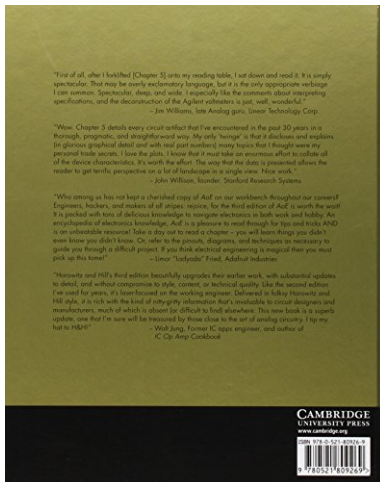 "First of all, after I forklifted [Chapter 5] onto my reading table, I sat down and read it. It is simply
spectacular. That may be overly exclamatory language, but it is the only appropriate verbiage
I can summon. Spectacular, deep, and wide. I especially like the comments about interpreting
specifications, and the deconstruction of the Agilent voltmeters is just, well, wonderful."
– Jim Williams, late Analog guru, Linear Technology Corp.
"Wow. Chapter 5 details every circuit artifact that I've encountered in the past 30 years in a
thorough, pragmatic, and straightforward way. My only 'whinge' is that it discloses and explains
(in glorious graphical detail and with real part numbers) many topics that I thought were my
personal trade secrets. I love the plots. I know that it must take an enormous effort to collate all
of the device characteristics. It's worth the effort. The way that the data is presented allows the
reader to get terrific perspective on a lot of landscape in a single view. Nice work."
– John Willison, founder, Stanford Research Systems
"Who among us has not kept a cherished copy of AoE on our workbench throughout our careers?
Engineers, hackers, and makers of all stripes: rejoice, for the third edition of AoE is worth the wait!
It is packed with tons of delicious knowledge to navigate electronics in both work and hobby. An
encyclopedia of electronics knowledge, AoE is a pleasure to read through for tips and tricks AND
is an unbeatable resource! Take a day out to read a chapter – you will learn things you didn't
even know you didn't know. Or, refer to the pinouts, diagrams, and techniques as necessary to
guide you through a difficult project. If you think electrical engineering is magical then you must
pick up this tome!"
– Limor "Ladyada" Fried, Adafruit Industries
"Horowitz and Hill's third edition beautifully upgrades their earlier work, with substantial updates
to detail, and without compromise to style, content, or technical quality. Like the second edition
I've used for years, it's laser-focused on the working engineer. Delivered in folksy Horowitz and
Hill style, it is rich with the kind of nitty-gritty information that's invaluable to circuit designers and
manufacturers, much of which is absent (or difficult to find) elsewhere. This new book is a superb
update, one that I'm sure will be treasured by those close to the art of analog circuitry. I tip my
hat to H&H!"
– Walt Jung, Former IC apps engineer, and author of
IC Op Amp Cookbook
CAMBRIDGE
UNIVERSITY PRESS
www.cambridge.org
ISBN 978-0-521-80926-9
9 780521 809269